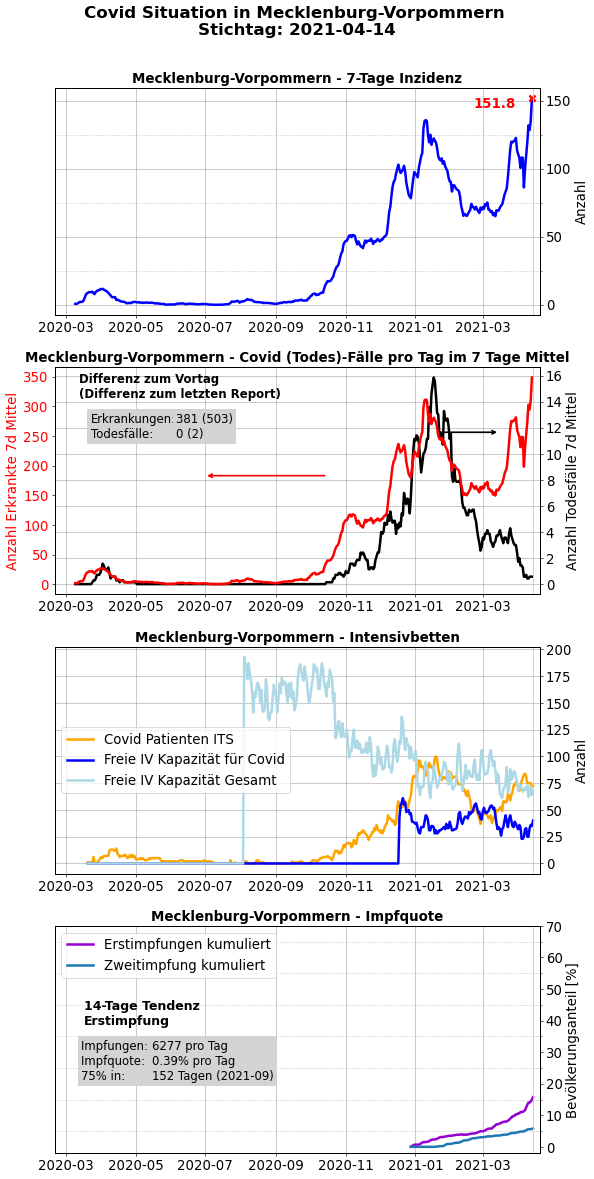 Covid Situation in Mecklenburg-Vorpommern
Stichtag: 2021-04-14
Mecklenburg-Vorpommern - 7-Tage Inzidenz
151.8
150
100
50
0
Anzahl
2020-03 2020-05 2020-07 2020-09 2020-11 2021-01 2021-03
Mecklenburg-Vorpommern - Covid (Todes)-Fälle pro Tag im 7 Tage Mittel
Differenz zum Vortag
(Differenz zum letzten Report)
Erkrankungen: 381 (503)
Todesfälle: 0 (2)
350
300
250
200
150
100
50
0
Anzahl Erkrankte 7d Mittel
16
14
12
10
8
6
4
2
0
Anzahl Todesfälle 7d Mittel
2020-03 2020-05 2020-07 2020-09 2020-11 2021-01 2021-03
Mecklenburg-Vorpommern - Intensivbetten
Covid Patienten ITS
Freie IV Kapazität für Covid
Freie IV Kapazität Gesamt
200
175
150
125
100
75
50
25
0
Anzahl
2020-03 2020-05 2020-07 2020-09 2020-11 2021-01 2021-03
Mecklenburg-Vorpommern - Impfquote
Erstimpfungen kumuliert
Zweitimpfung kumuliert
14-Tage Tendenz
Erstimpfung
Impfungen: 6277 pro Tag
Impfquote: 0.39% pro Tag
75% in: 152 Tagen (2021-09)
70
60
50
40
30
20
10
0
Bevölkerungsanteil [%]
2020-03 2020-05 2020-07 2020-09 2020-11 2021-01 2021-03